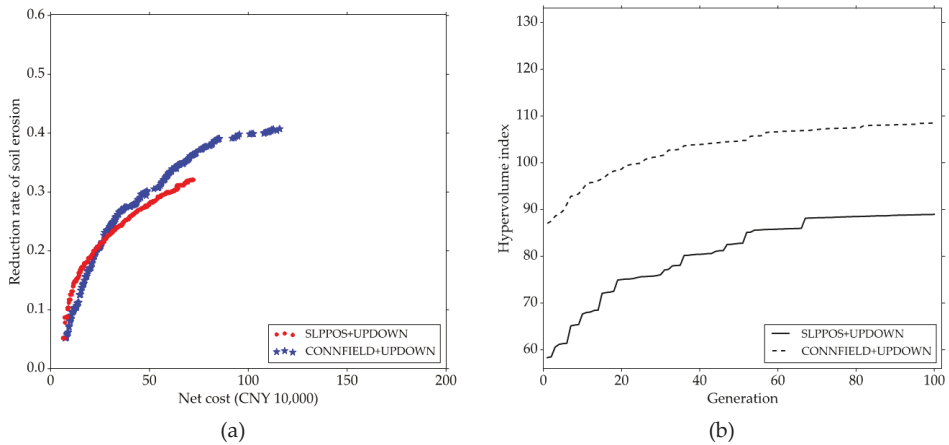 0.6
0.5
0.4
0.3
0.2
0.1
0.0
Reduction rate of soil erosion
0 50 100 150 200
Net cost (CNY 10,000)
SLPPOS+UPDOWN
CONNFIELD+UPDOWN
(a)
130
120
110
100
90
80
70
60
Hypervolume index
0 20 40 60 80 100
Generation
SLPPOS+UPDOWN
CONNFIELD+UPDOWN
(b)